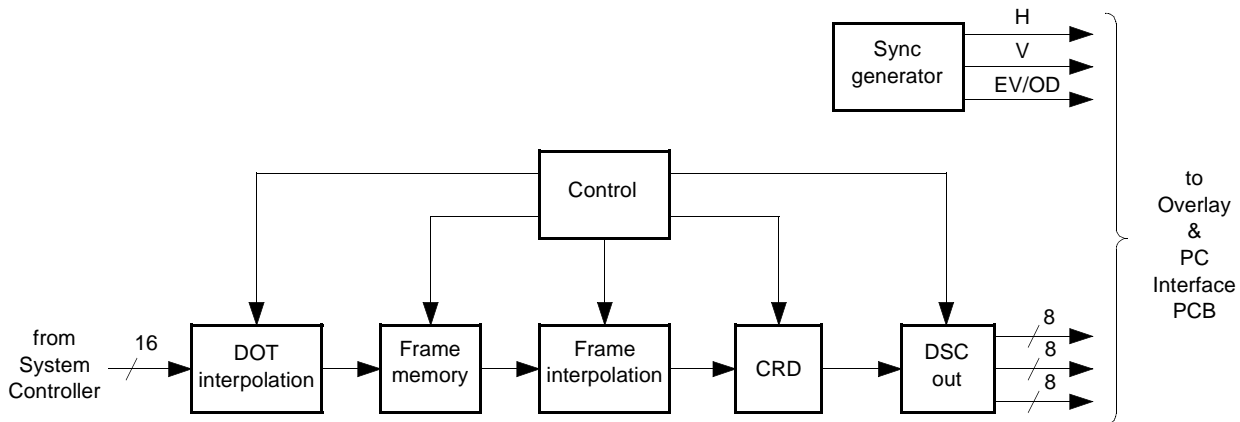 H
Sync
generator
V
EV/OD
Control
to
Overlay
&
PC
Interface
PCB
from
System
Controller
16
DOT
interpolation
Frame
memory
Frame
interpolation
CRD
DSC
out
8
8
8